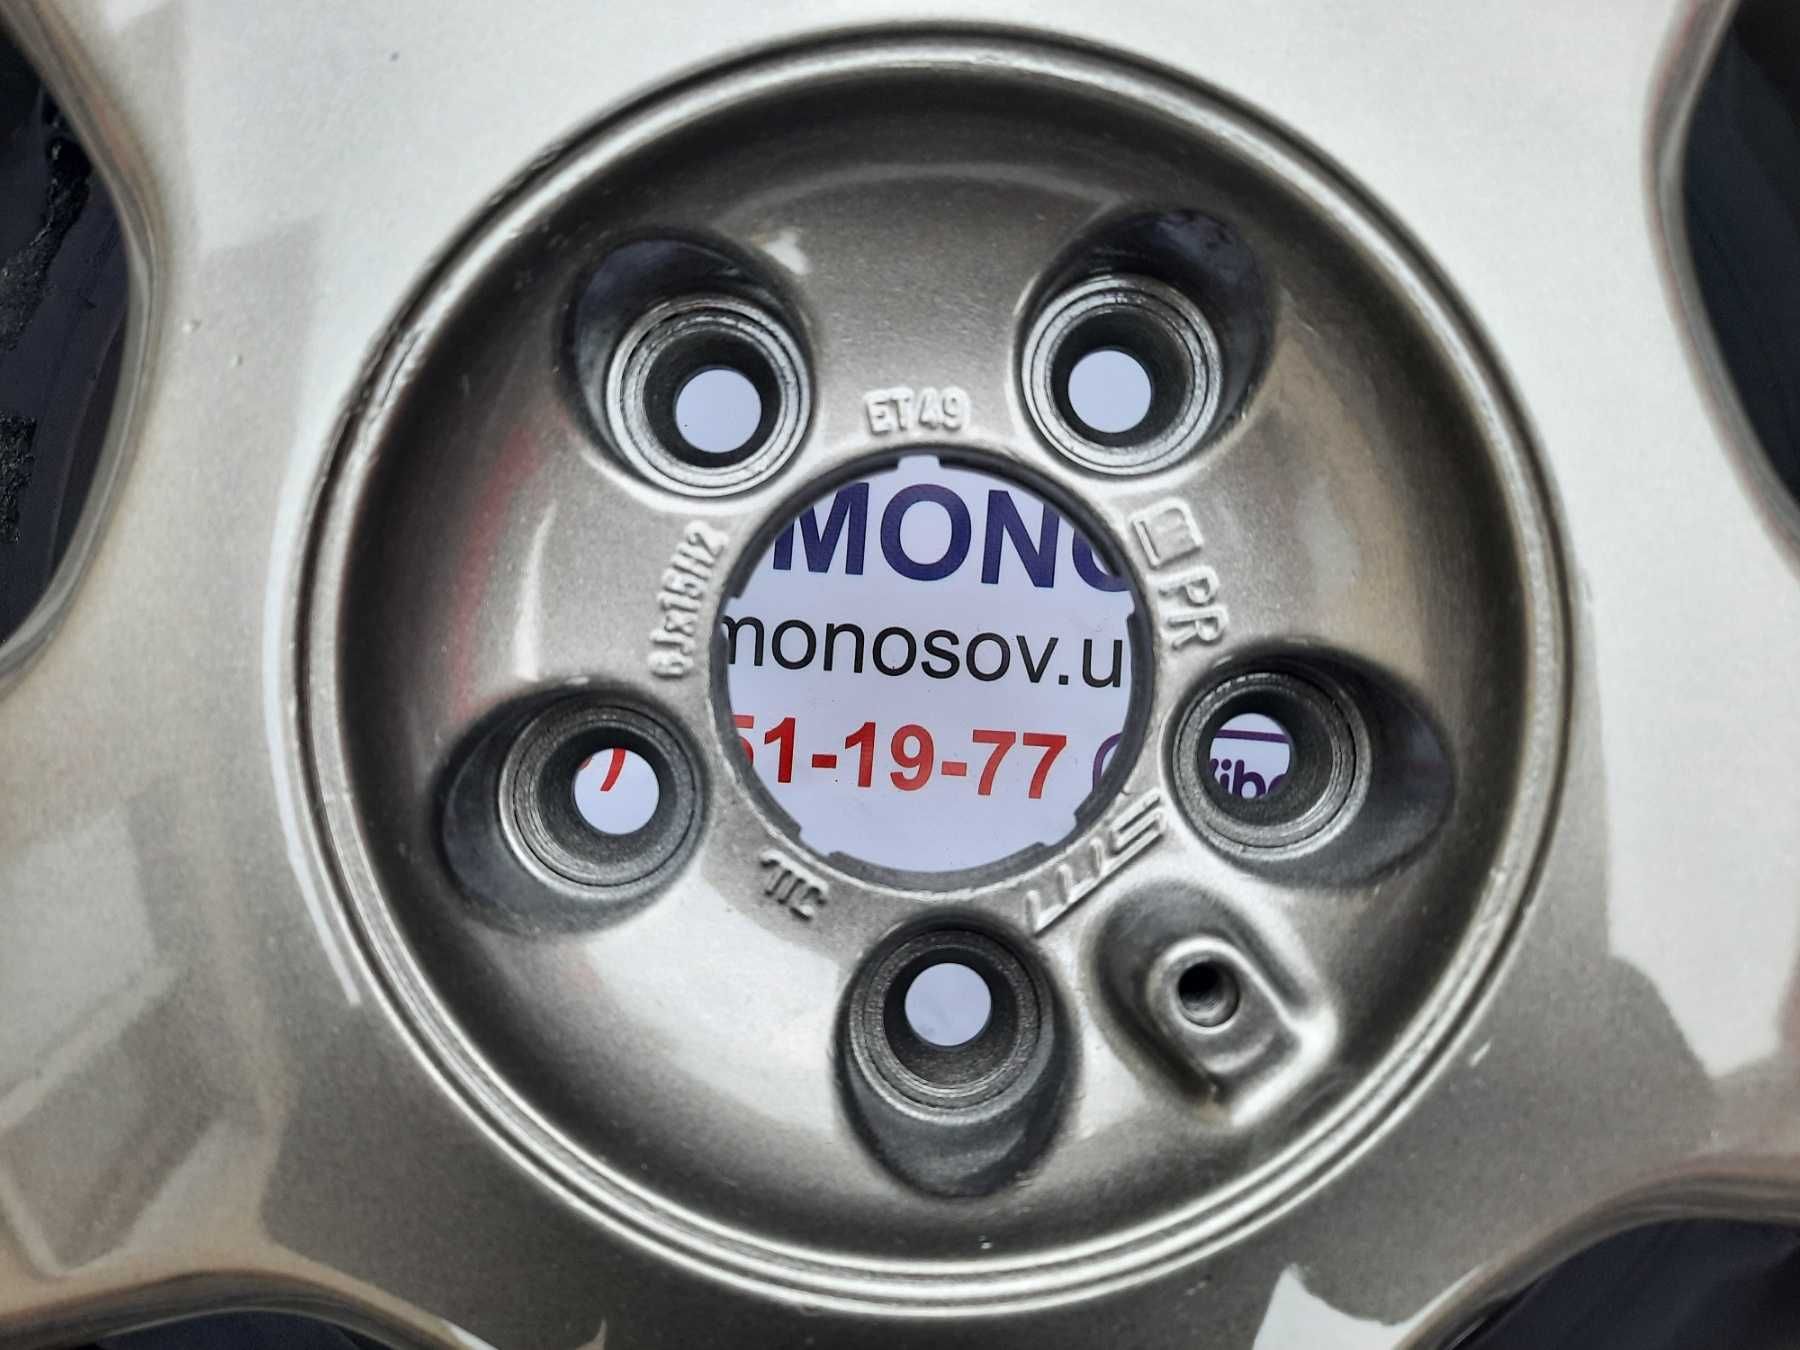 ET49
6Jx15H2
PR
MONO
monosov.u
51-19-77